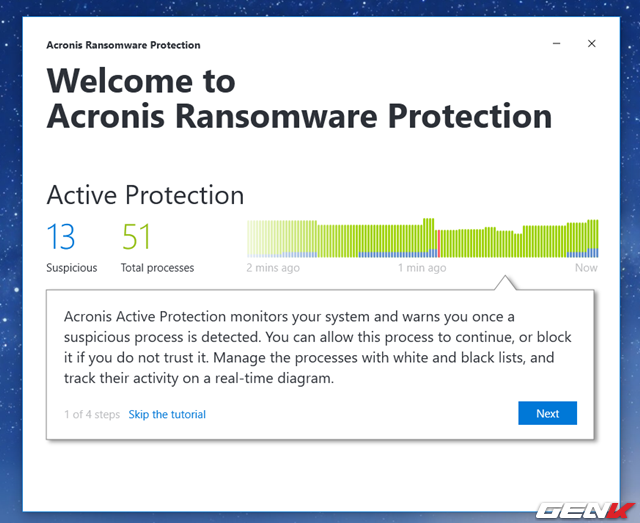 Acronis Ransomware Protection
Welcome to
Acronis Ransomware Protection
Active Protection
13 51
Suspicious Total processes
2 mins ago 1 min ago Now
Acronis Active Protection monitors your system and warns you once a
suspicious process is detected. You can allow this process to continue, or block
it if you do not trust it. Manage the processes with white and black lists, and
track their activity on a real-time diagram.
1 of 4 steps Skip the tutorial Next
GENK